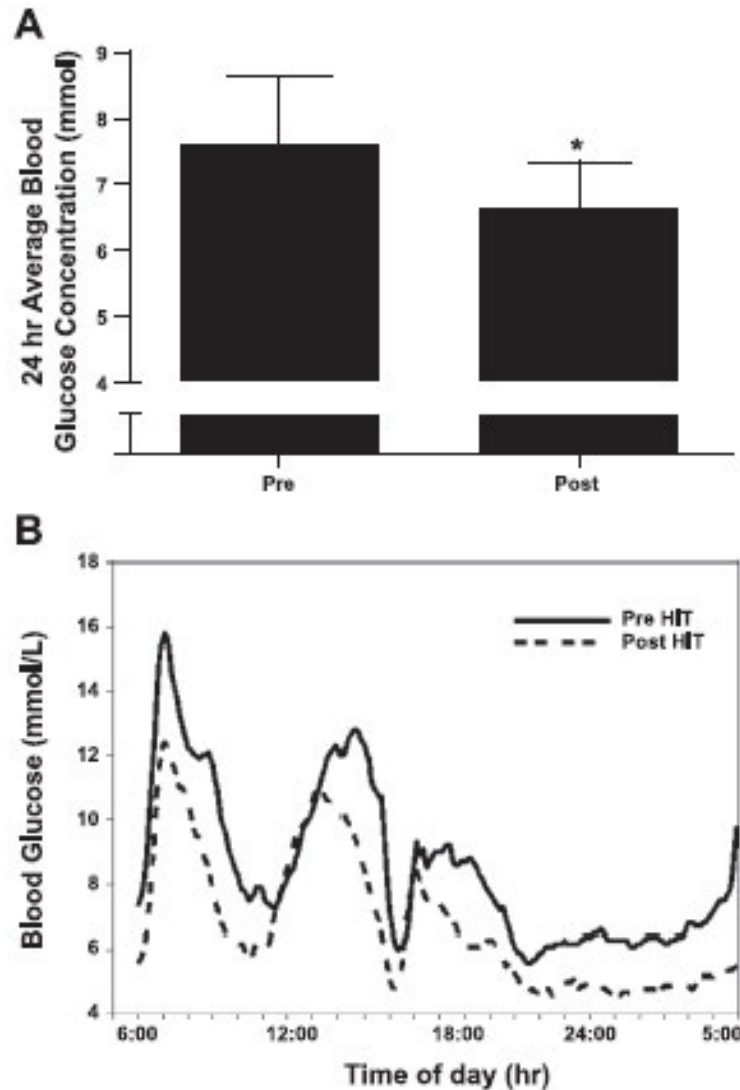 A
24 hr Average Blood
Glucose Concentration (mmol)
9
8
7
6
5
4
*
Pre
Post
B
Blood Glucose (mmol/L)
18
16
14
12
10
8
6
4
Pre HIT
Post HIT
6:00
12:00
18:00
24:00
5:00
Time of day (hr)